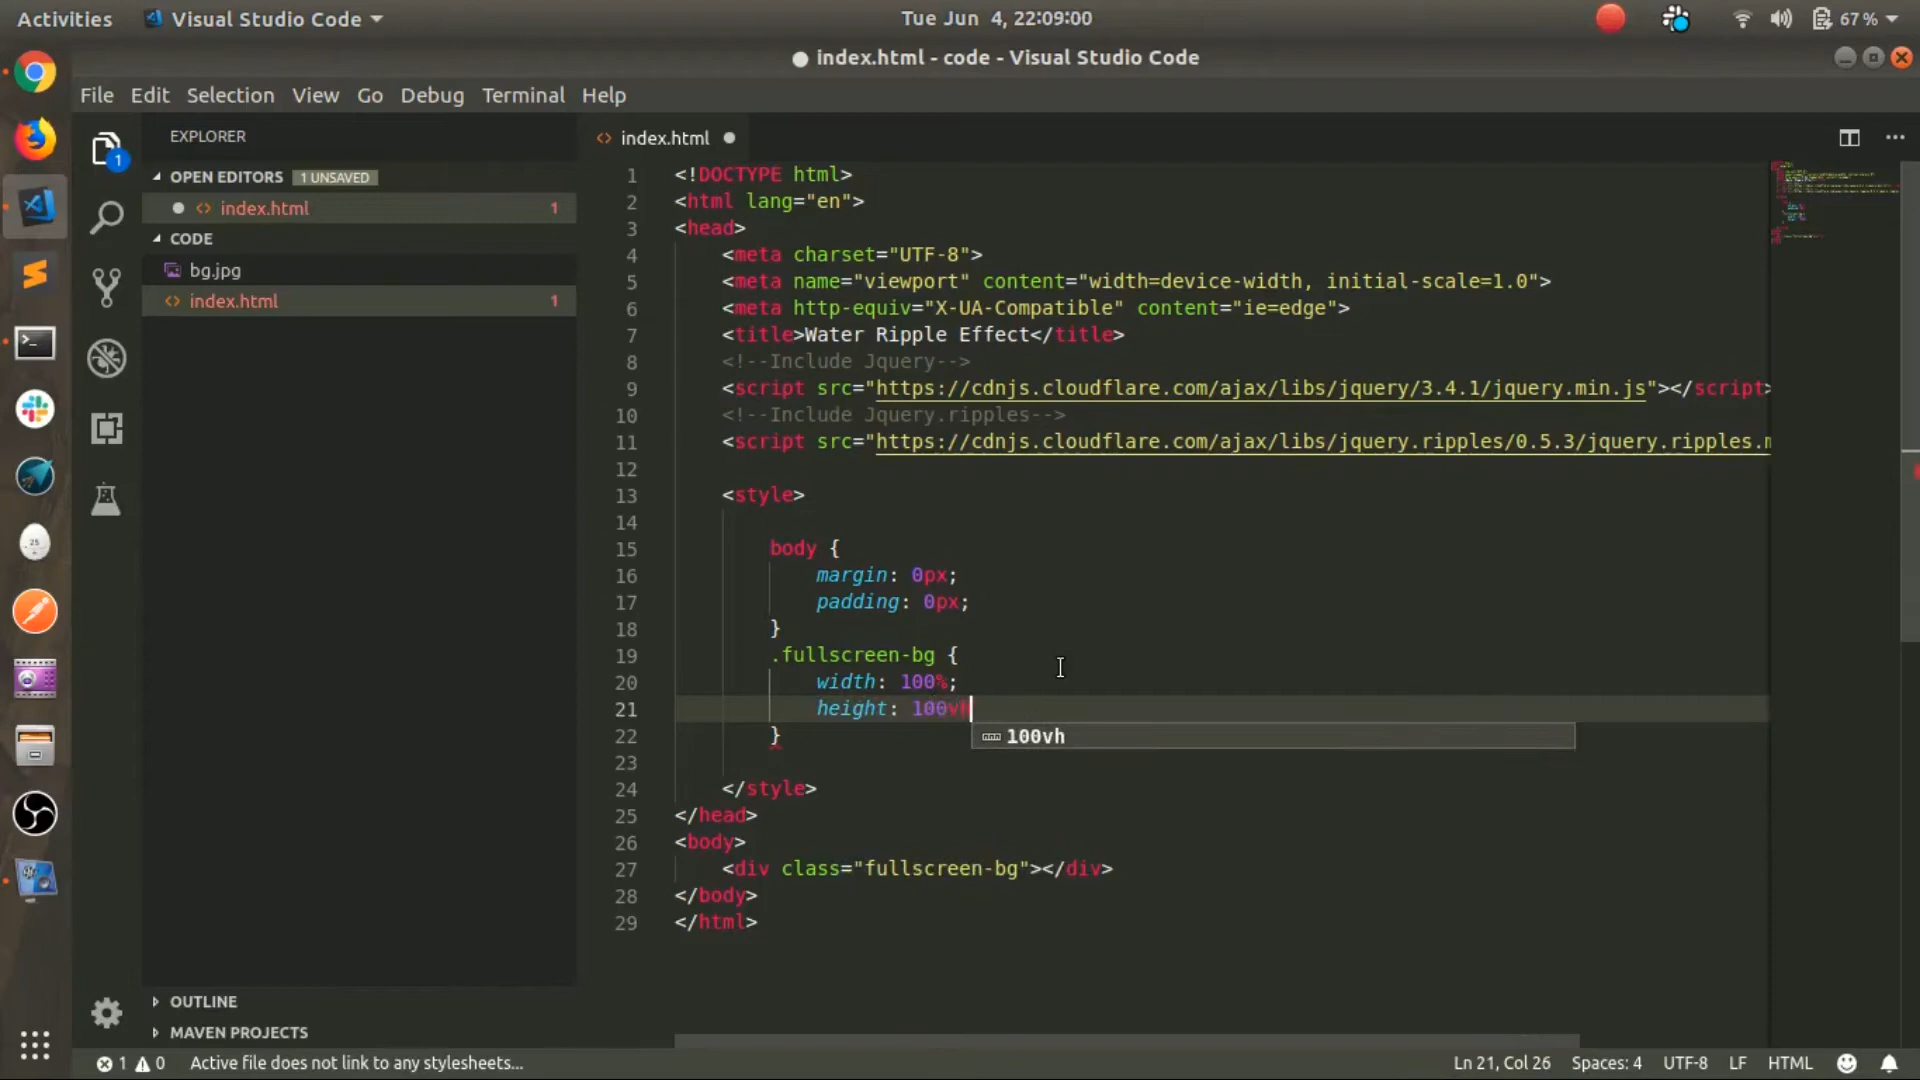 Activities Visual Studio Code Tue Jun 4, 22:09:00 67 %
index.html - code - Visual Studio Code
File Edit Selection View Go Debug Terminal Help
EXPLORER
1
OPEN EDITORS 1 UNSAVED
index.html 1
CODE
bg.jpg
index.html 1
OUTLINE
MAVEN PROJECTS
25
index.html
1 <!DOCTYPE html>
2 <html lang="en">
3 <head>
4 <meta charset="UTF-8">
5 <meta name="viewport" content="width=device-width, initial-scale=1.0">
6 <meta http-equiv="X-UA-Compatible" content="ie=edge">
7 <title>Water Ripple Effect</title>
8 <!--Include Jquery-->
9 <script src="https://cdnjs.cloudflare.com/ajax/libs/jquery/3.4.1/jquery.min.js"></script>
10 <!--Include Jquery.ripples-->
11 <script src="https://cdnjs.cloudflare.com/ajax/libs/jquery.ripples/0.5.3/jquery.ripples.m
12
13 <style>
14
15 body {
16 margin: 0px;
17 padding: 0px;
18 }
19 .fullscreen-bg {
20 width: 100%;
21 height: 100vh
22 } 100vh
23
24 </style>
25 </head>
26 <body>
27 <div class="fullscreen-bg"></div>
28 </body>
29 </html>
1 0 Active file does not link to any stylesheets... Ln 21, Col 26 Spaces: 4 UTF-8 LF HTML